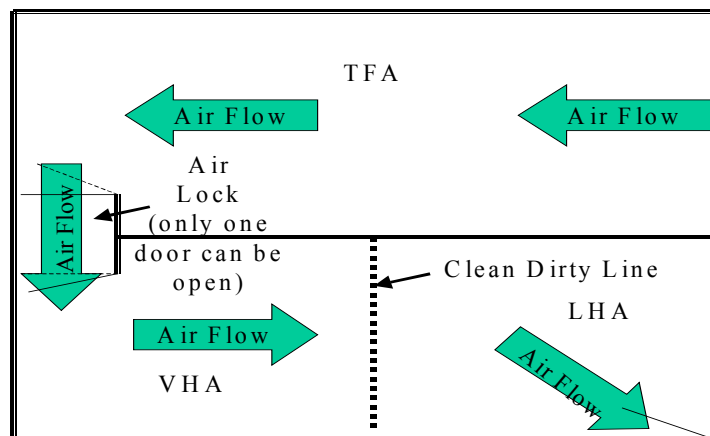 TFA
Air Flow
Air Flow
Air
Lock
(only one
door can be
open)
Air Flow
Clean Dirty Line
LHA
Air Flow
VHA
Air Flow